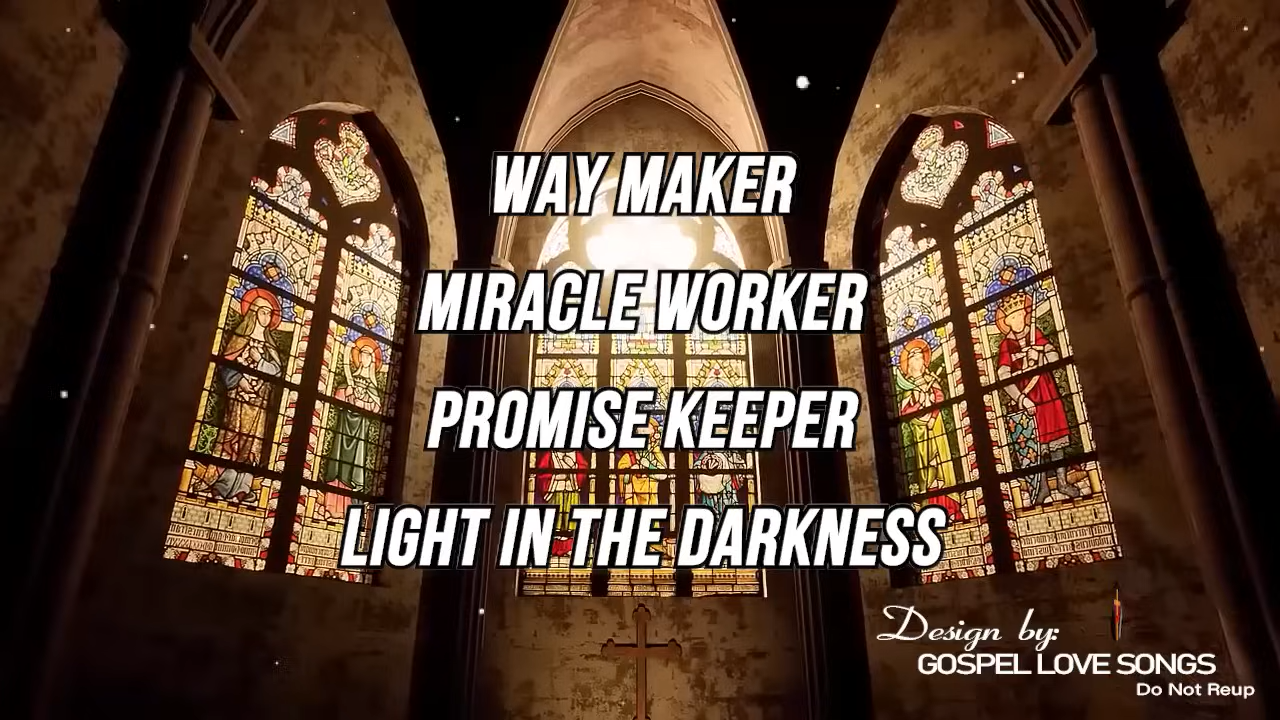 WAY MAKER
MIRACLE WORKER
PROMISE KEEPER
LIGHT IN THE DARKNESS
Design by:
GOSPEL LOVE SONGS
Do Not Reup